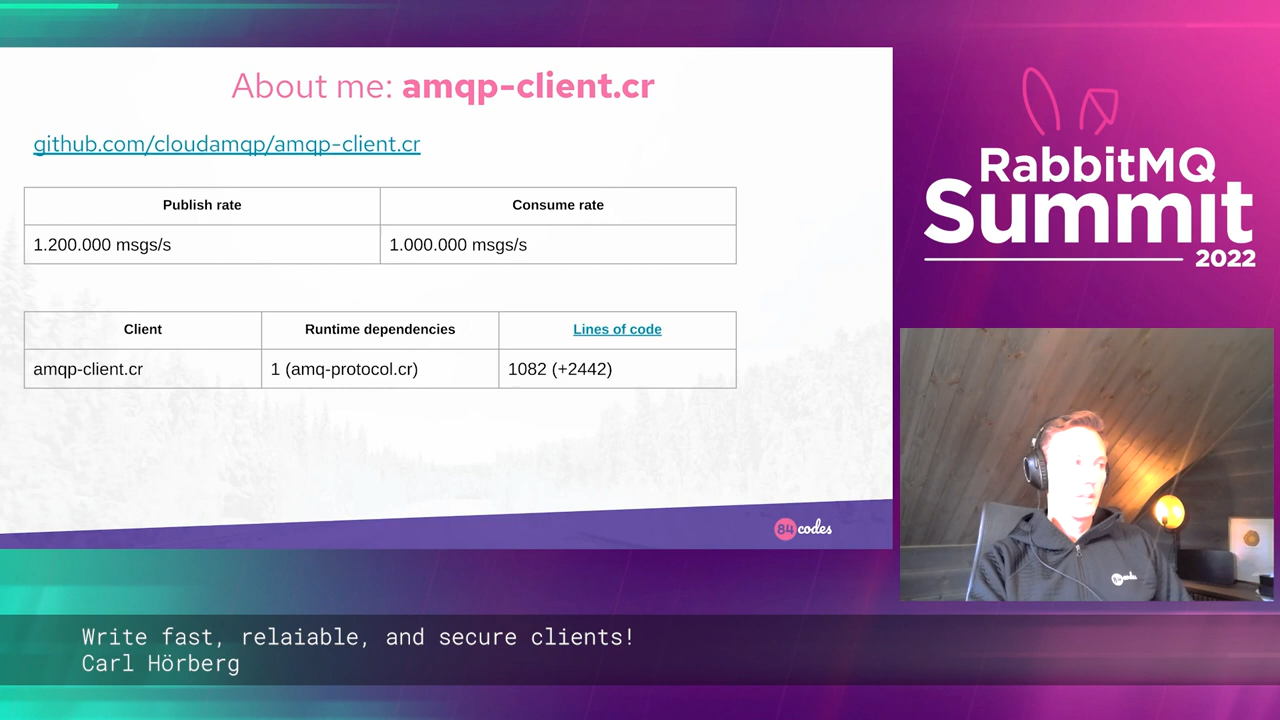 About me: amqp-client.cr
github.com/cloudamqp/amqp-client.cr
Publish rate Consume rate
1.200.000 msgs/s 1.000.000 msgs/s
Client Runtime dependencies Lines of code
amqp-client.cr 1 (amq-protocol.cr) 1082 (+2442)
84codes
RabbitMQ
Summit
2022
84codes
Write fast, relaiable, and secure clients!
Carl Hörberg